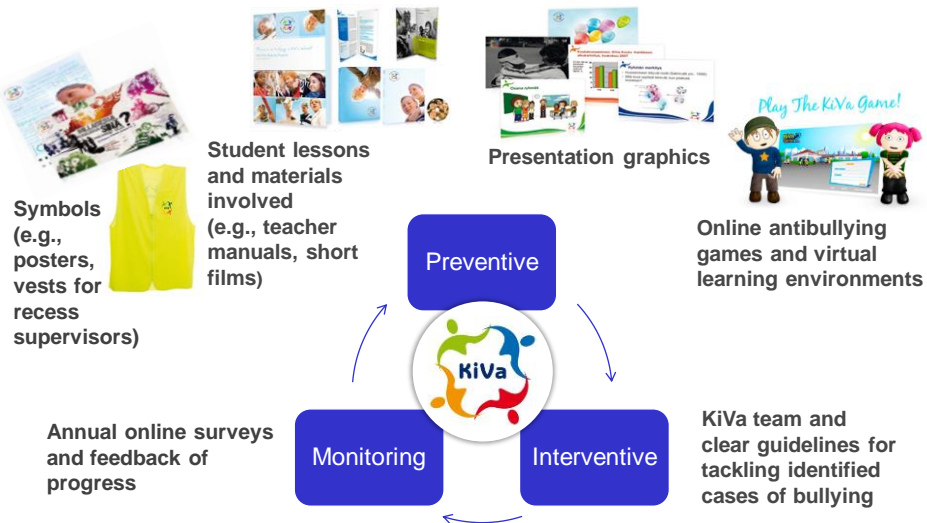 Play The KiVa Game!
Presentation graphics
Student lessons
and materials
involved
(e.g., teacher
manuals, short
films)
Symbols
(e.g.,
posters,
vests for
recess
supervisors)
Online antibullying
games and virtual
learning environments
Preventive
KiVa
Annual online surveys
and feedback of
progress
Monitoring
Interventive
KiVa team and
clear guidelines for
tackling identified
cases of bullying